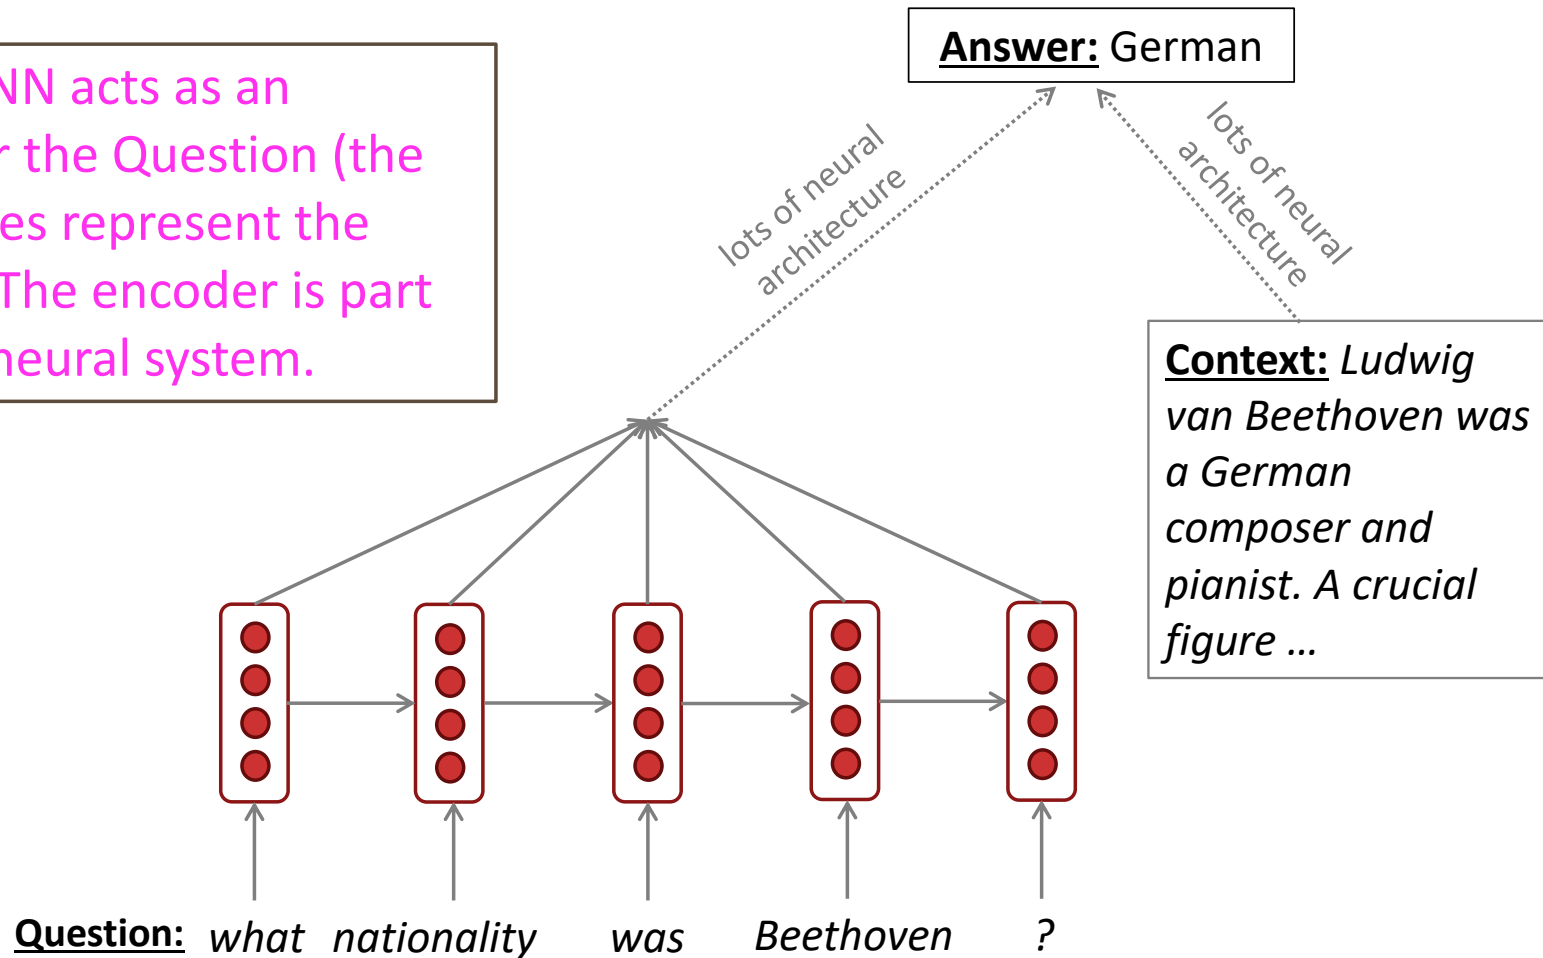 Answer: German
NN acts as an
r the Question (the
es represent the
The encoder is part
neural system.
lots of neural
architecture
lots of neural
architecture
Context: Ludwig
van Beethoven was
a German
composer and
pianist. A crucial
figure ...
Question: what nationality was Beethoven ?